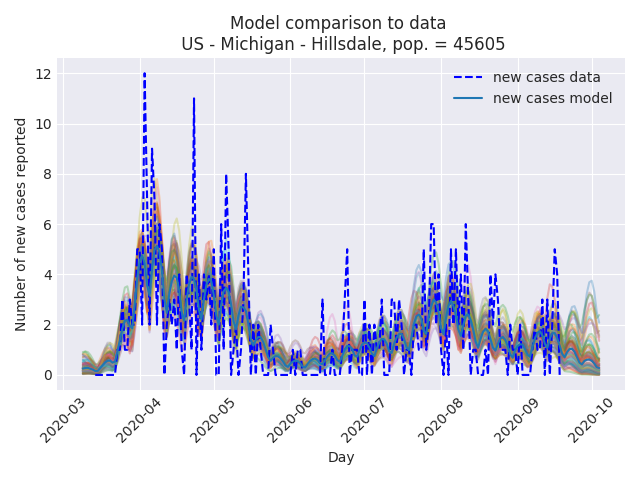 Model comparison to data
US - Michigan - Hillsdale, pop. = 45605
new cases data
new cases model
Number of new cases reported
12
10
8
6
4
2
0
2020-03
2020-04
2020-05
2020-06
2020-07
2020-08
2020-09
2020-10
Day